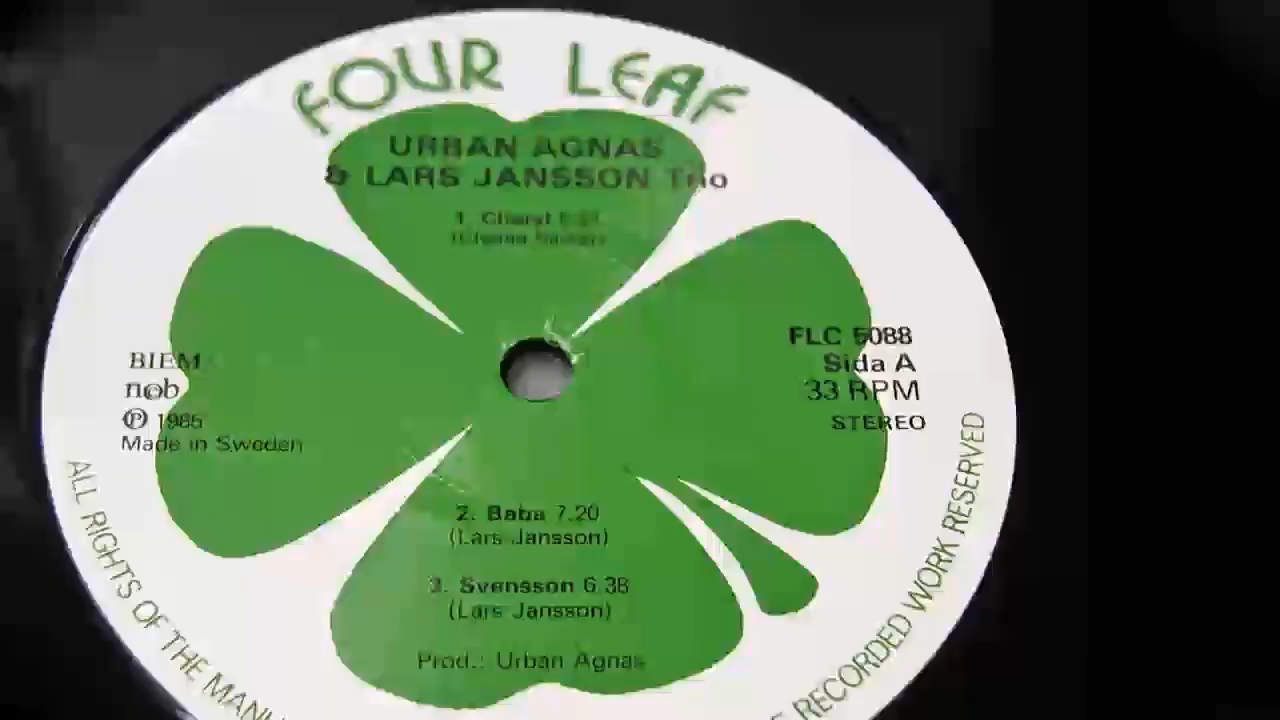 FOUR LEAF
URBAN AGNAS
& LARS JANSSON Trio
1.
BIEM
n©b
℗ 1985
Made in Sweden
FLC 5088
Sida A
33 RPM
STEREO
2. Baba 7.20
(Lars Jansson)
3. Svensson 6.38
(Lars Jansson)
Prod.: Urban Agnas
ALL RIGHTS OF THE
RECORDED WORK RESERVED